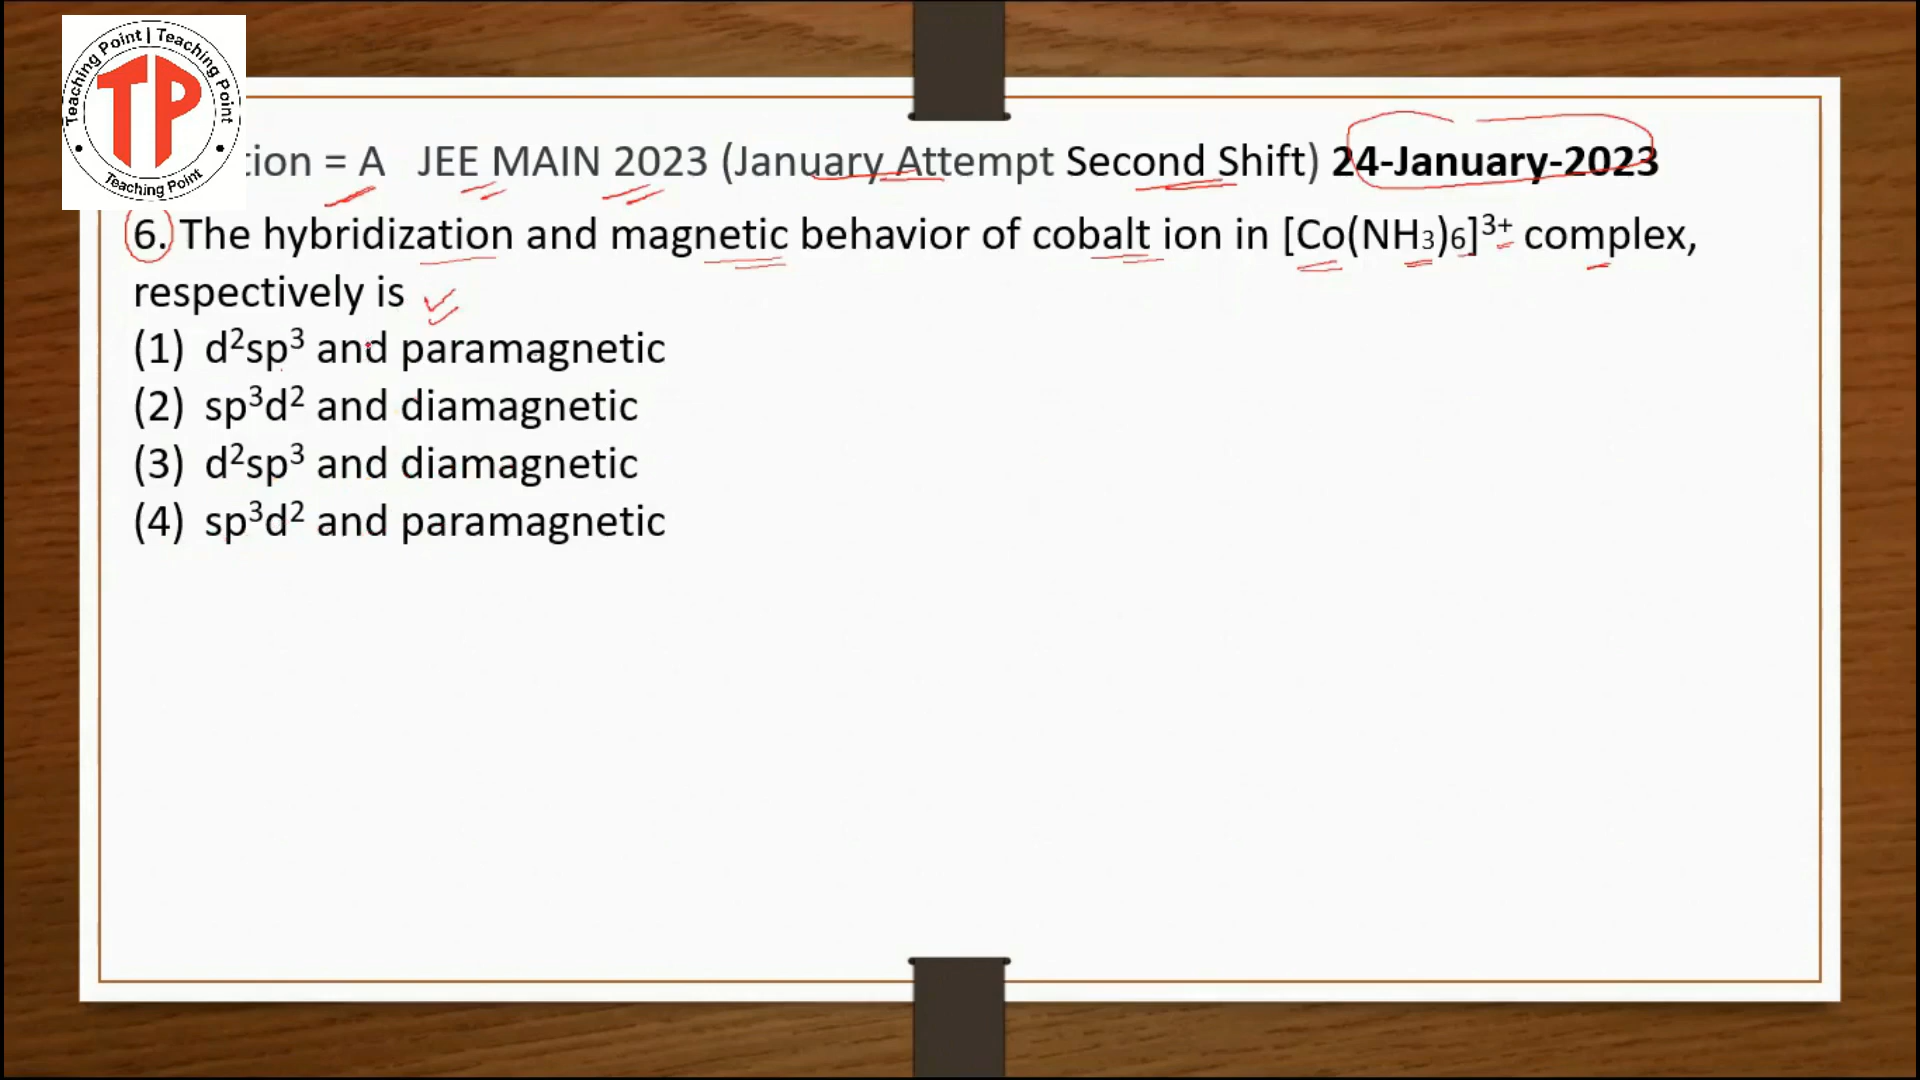 Teaching Point | Teaching Point
TP
Teaching Point
tion = A JEE MAIN 2023 (January Attempt Second Shift) 24-January-2023
6. The hybridization and magnetic behavior of cobalt ion in [Co(NH₃)₆]³⁺ complex,
respectively is
(1) d²sp³ and paramagnetic
(2) sp³d² and diamagnetic
(3) d²sp³ and diamagnetic
(4) sp³d² and paramagnetic